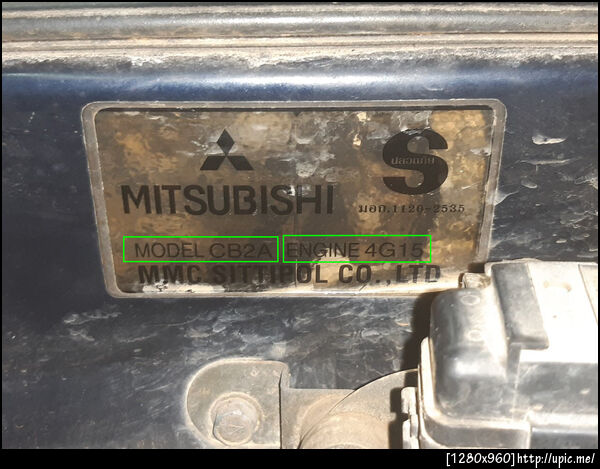 ปลอดภัย
S
MITSUBISHI
มอก.1120-2535
MODEL CB2A ENGINE 4G15
MMC SITTIPOL CO.,LTD
[1280x960]http://upic.me/